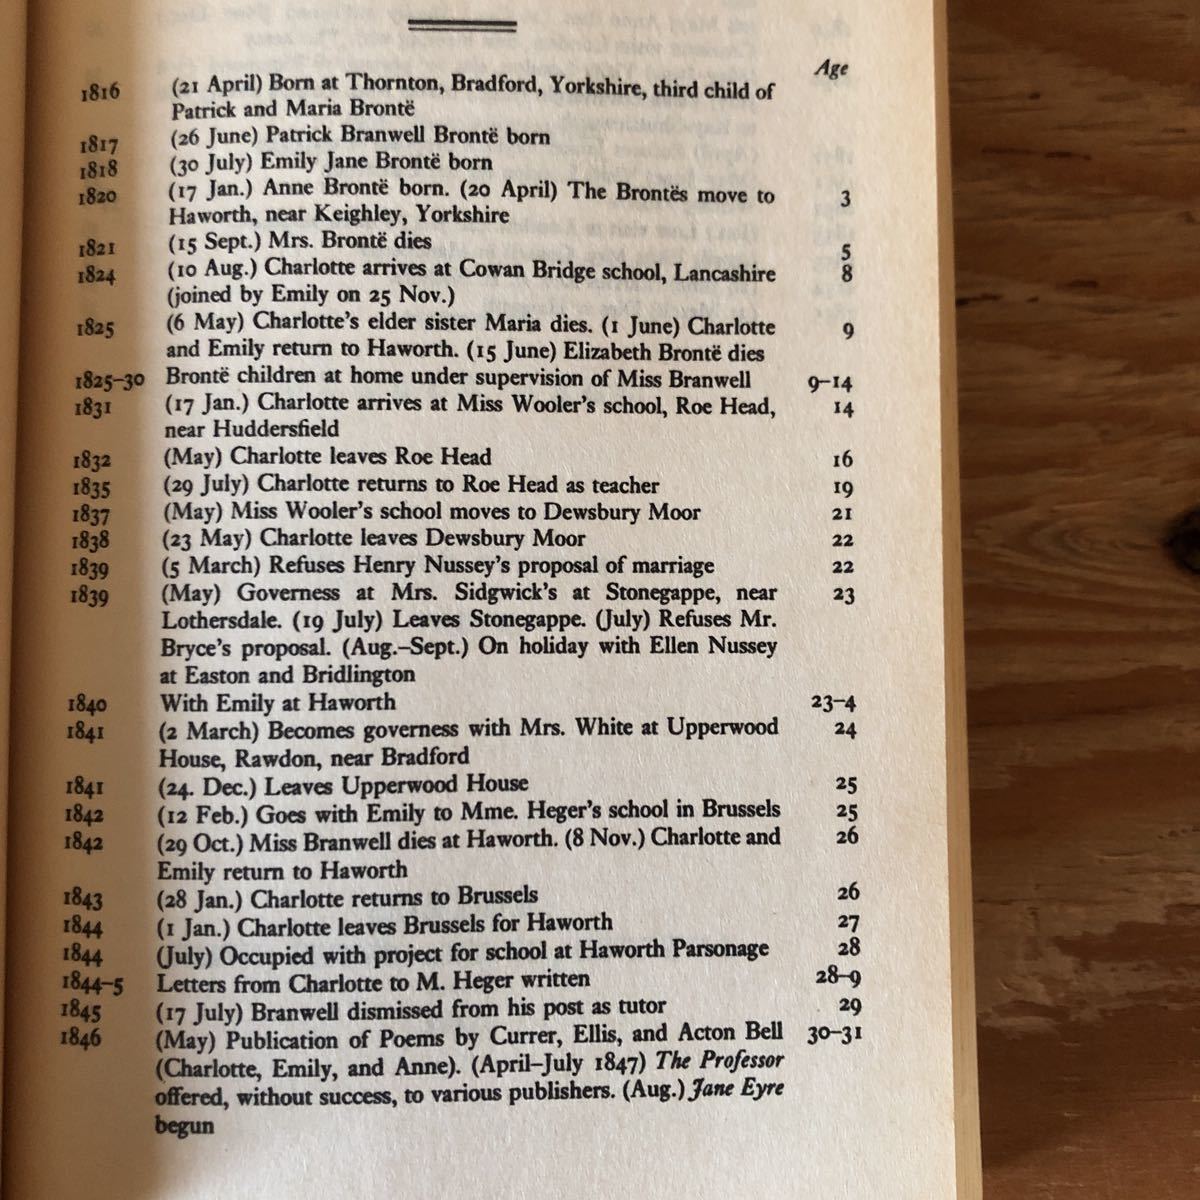 Age
1816 (21 April) Born at Thornton, Bradford, Yorkshire, third child of
Patrick and Maria Brontë
1817 (26 June) Patrick Branwell Brontë born
1818 (30 July) Emily Jane Brontë born
1820 (17 Jan.) Anne Brontë born. (20 April) The Brontës move to 3
Haworth, near Keighley, Yorkshire
1821 (15 Sept.) Mrs. Brontë dies 5
1824 (10 Aug.) Charlotte arrives at Cowan Bridge school, Lancashire 8
(joined by Emily on 25 Nov.)
1825 (6 May) Charlotte's elder sister Maria dies. (1 June) Charlotte 9
and Emily return to Haworth. (15 June) Elizabeth Brontë dies
1825–30 Brontë children at home under supervision of Miss Branwell 9–14
1831 (17 Jan.) Charlotte arrives at Miss Wooler's school, Roe Head, 14
near Huddersfield
1832 (May) Charlotte leaves Roe Head 16
1835 (29 July) Charlotte returns to Roe Head as teacher 19
1837 (May) Miss Wooler's school moves to Dewsbury Moor 21
1838 (23 May) Charlotte leaves Dewsbury Moor 22
1839 (5 March) Refuses Henry Nussey's proposal of marriage 22
1839 (May) Governess at Mrs. Sidgwick's at Stonegappe, near 23
Lothersdale. (19 July) Leaves Stonegappe. (July) Refuses Mr.
Bryce's proposal. (Aug.–Sept.) On holiday with Ellen Nussey
at Easton and Bridlington
1840 With Emily at Haworth 23–4
1841 (2 March) Becomes governess with Mrs. White at Upperwood 24
House, Rawdon, near Bradford
1841 (24. Dec.) Leaves Upperwood House 25
1842 (12 Feb.) Goes with Emily to Mme. Heger's school in Brussels 25
1842 (29 Oct.) Miss Branwell dies at Haworth. (8 Nov.) Charlotte and 26
Emily return to Haworth
1843 (28 Jan.) Charlotte returns to Brussels 26
1844 (1 Jan.) Charlotte leaves Brussels for Haworth 27
1844 (July) Occupied with project for school at Haworth Parsonage 28
1844–5 Letters from Charlotte to M. Heger written 28–9
1845 (17 July) Branwell dismissed from his post as tutor 29
1846 (May) Publication of Poems by Currer, Ellis, and Acton Bell 30–31
(Charlotte, Emily, and Anne). (April–July 1847) The Professor
offered, without success, to various publishers. (Aug.) Jane Eyre
begun